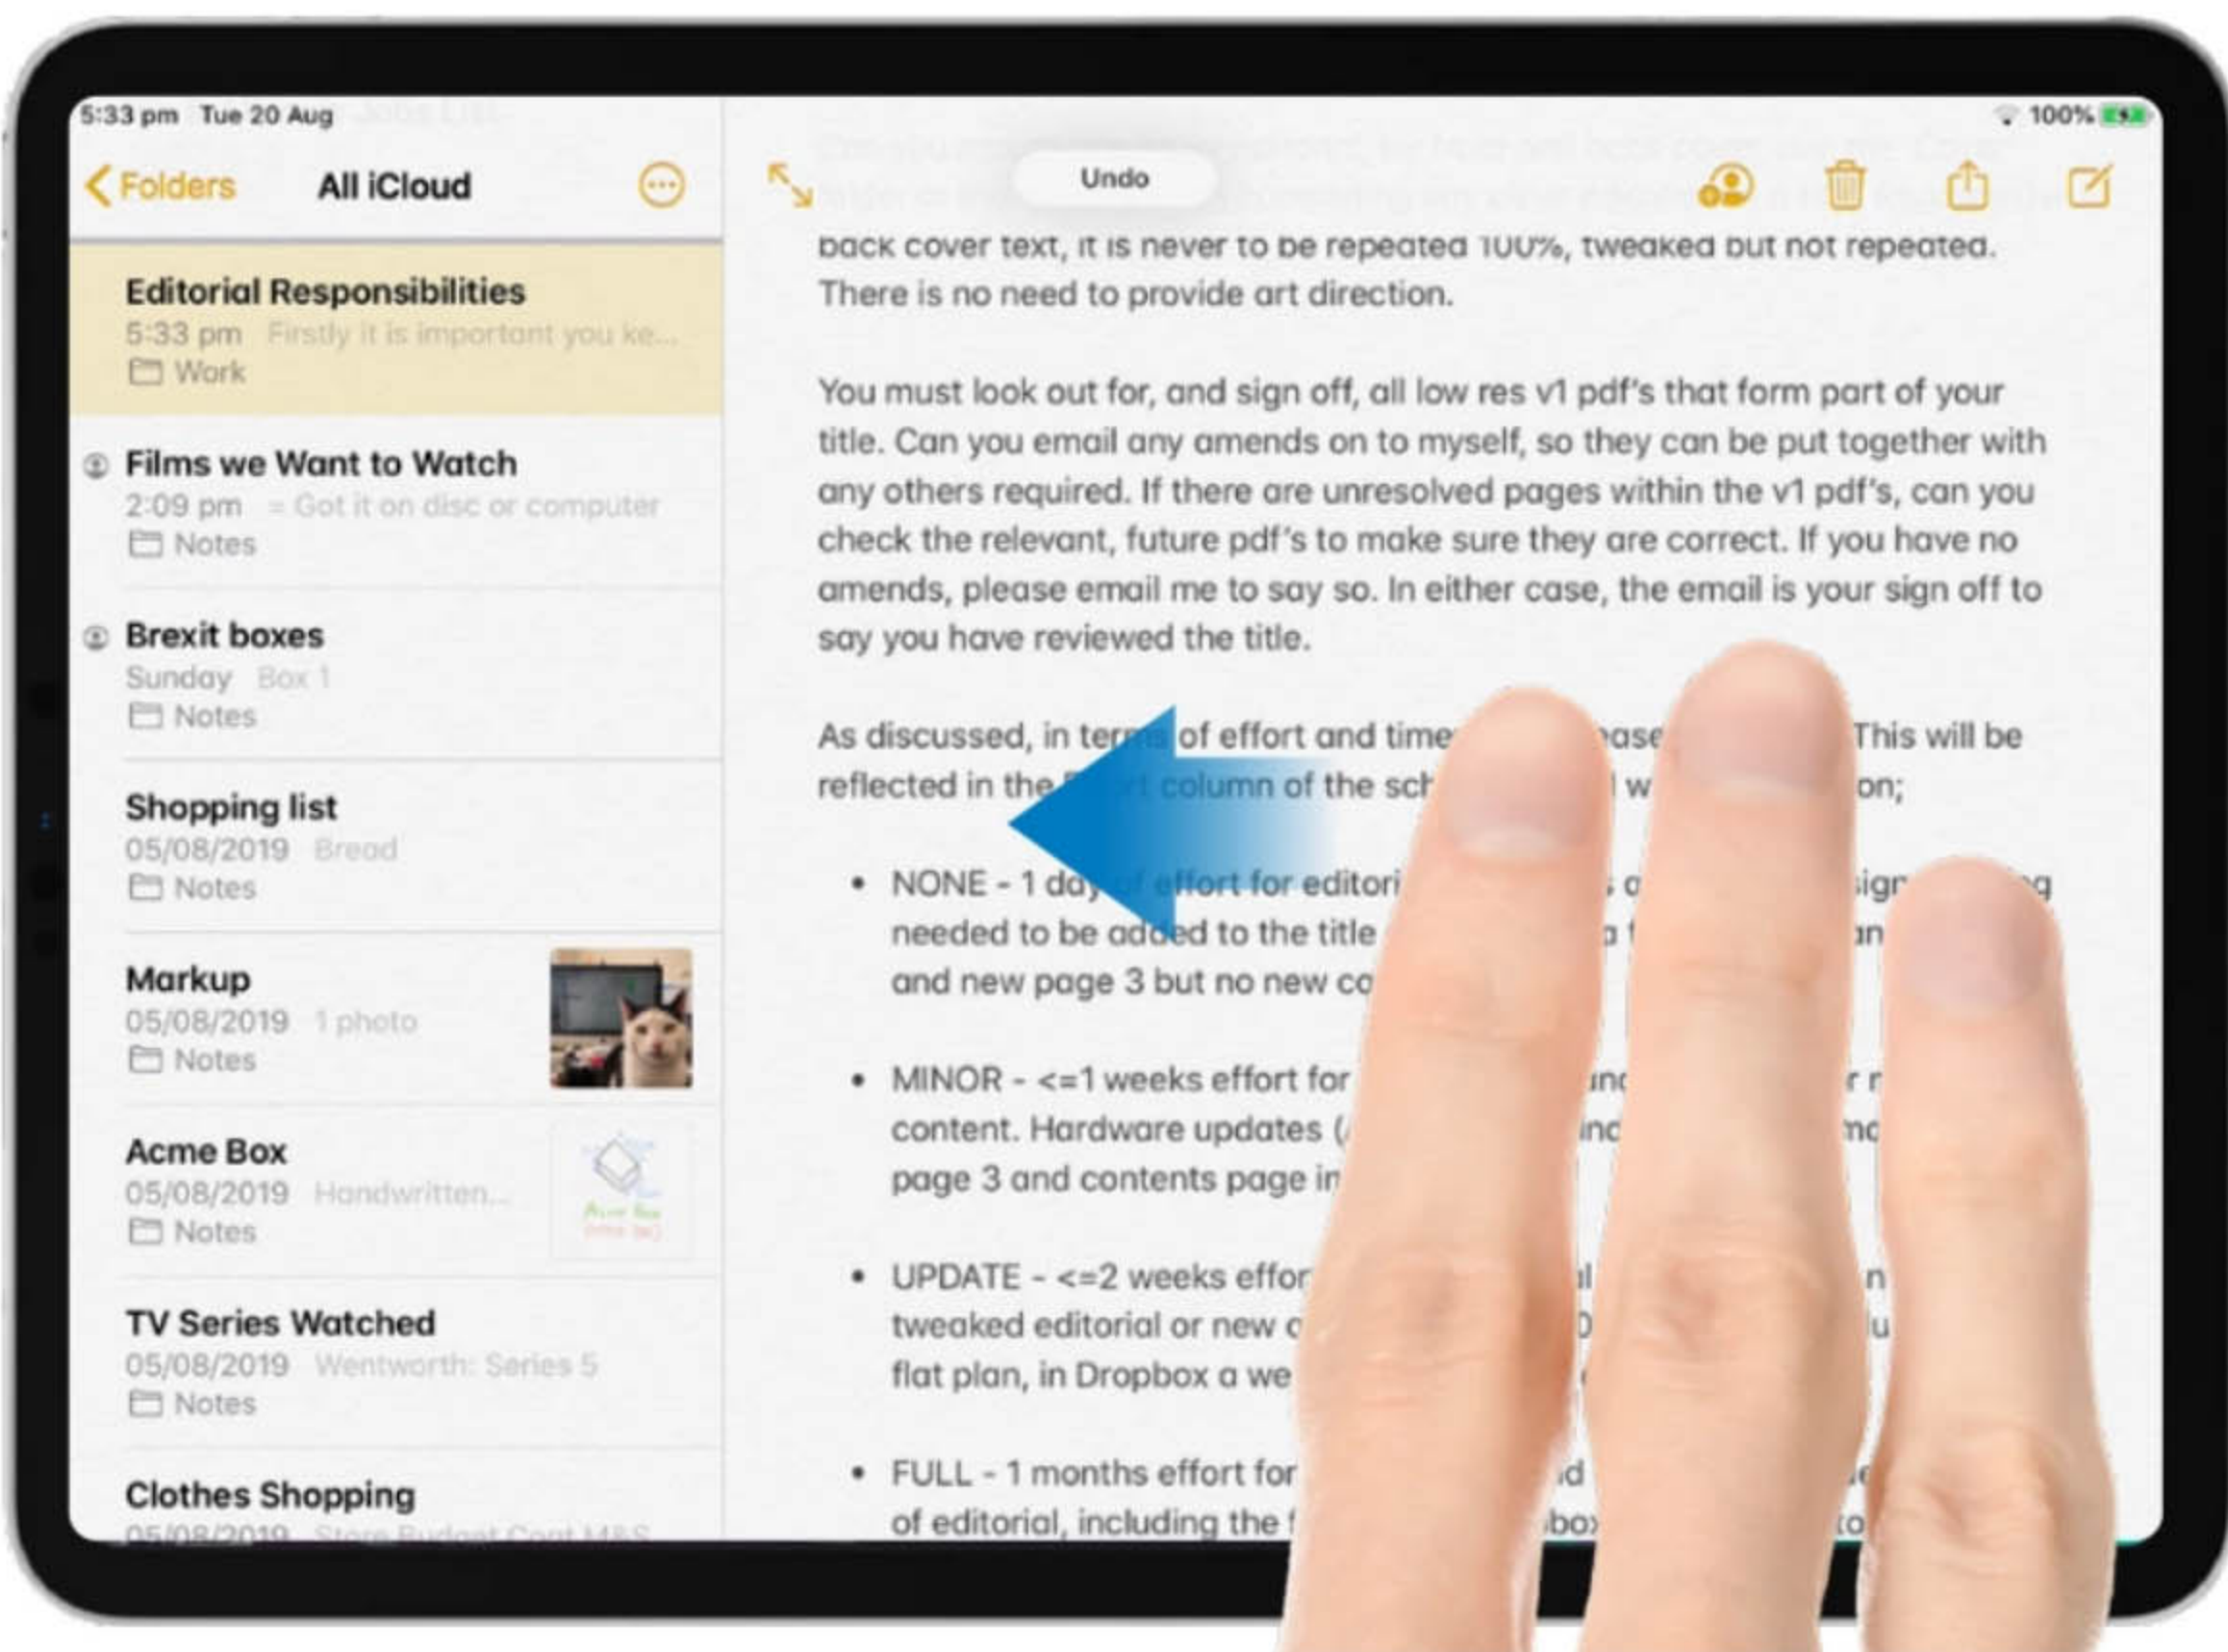 5:33 pm Tue 20 Aug
100%
Folders
All iCloud
Undo
Editorial Responsibilities
5:33 pm Firstly it is important you ke...
Work
Films we Want to Watch
2:09 pm = Got it on disc or computer
Notes
Brexit boxes
Sunday Box 1
Notes
Shopping list
05/08/2019 Bread
Notes
Markup
05/08/2019 1 photo
Notes
Acme Box
05/08/2019 Handwritten...
Notes
Acme Box
TV Series Watched
05/08/2019 Wentworth: Series 5
Notes
Clothes Shopping
05/08/2019 Store Budget Cont M&S
back cover text, it is never to be repeated 100%, tweaked but not repeated.
There is no need to provide art direction.
You must look out for, and sign off, all low res v1 pdf's that form part of your
title. Can you email any amends on to myself, so they can be put together with
any others required. If there are unresolved pages within the v1 pdf's, can you
check the relevant, future pdf's to make sure they are correct. If you have no
amends, please email me to say so. In either case, the email is your sign off to
say you have reviewed the title.
As discussed, in terms of effort and time This will be
reflected in the column of the
• NONE - 1 day of effort for
needed to be added to the title
and new page 3 but no new
• MINOR - <=1 weeks effort for
content. Hardware updates
page 3 and contents page
• UPDATE - <=2 weeks
tweaked editorial or new
flat plan, in Dropbox a
• FULL - 1 months effort for
of editorial, including the